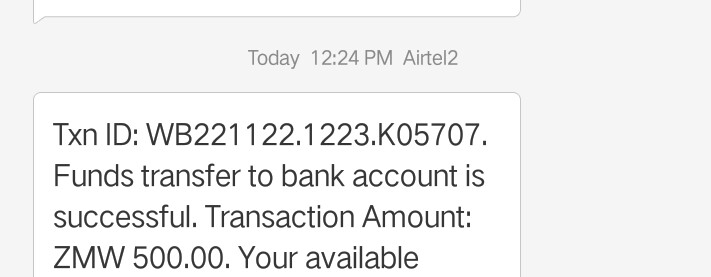 Today 12:24 PM Airtel2
Txn ID: WB221122.1223.K05707.
Funds transfer to bank account is
successful. Transaction Amount:
ZMW 500.00. Your available